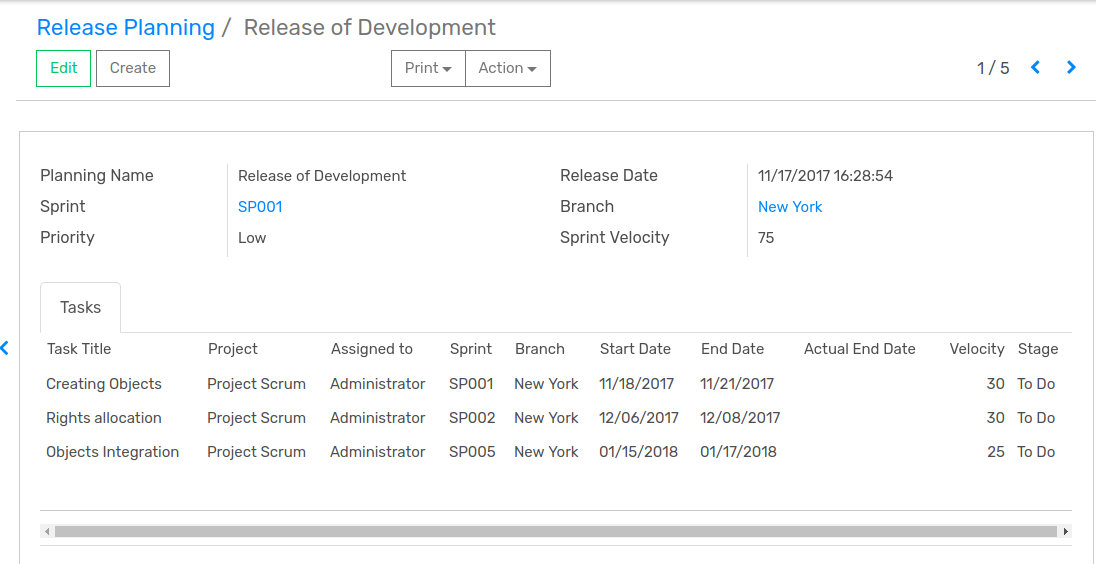 Release Planning / Release of Development
Edit Create Print Action 1 / 5
Planning Name Release of Development Release Date 11/17/2017 16:28:54
Sprint SP001 Branch New York
Priority Low Sprint Velocity 75
Tasks
Task Title Project Assigned to Sprint Branch Start Date End Date Actual End Date Velocity Stage
Creating Objects Project Scrum Administrator SP001 New York 11/18/2017 11/21/2017 30 To Do
Rights allocation Project Scrum Administrator SP002 New York 12/06/2017 12/08/2017 30 To Do
Objects Integration Project Scrum Administrator SP005 New York 01/15/2018 01/17/2018 25 To Do